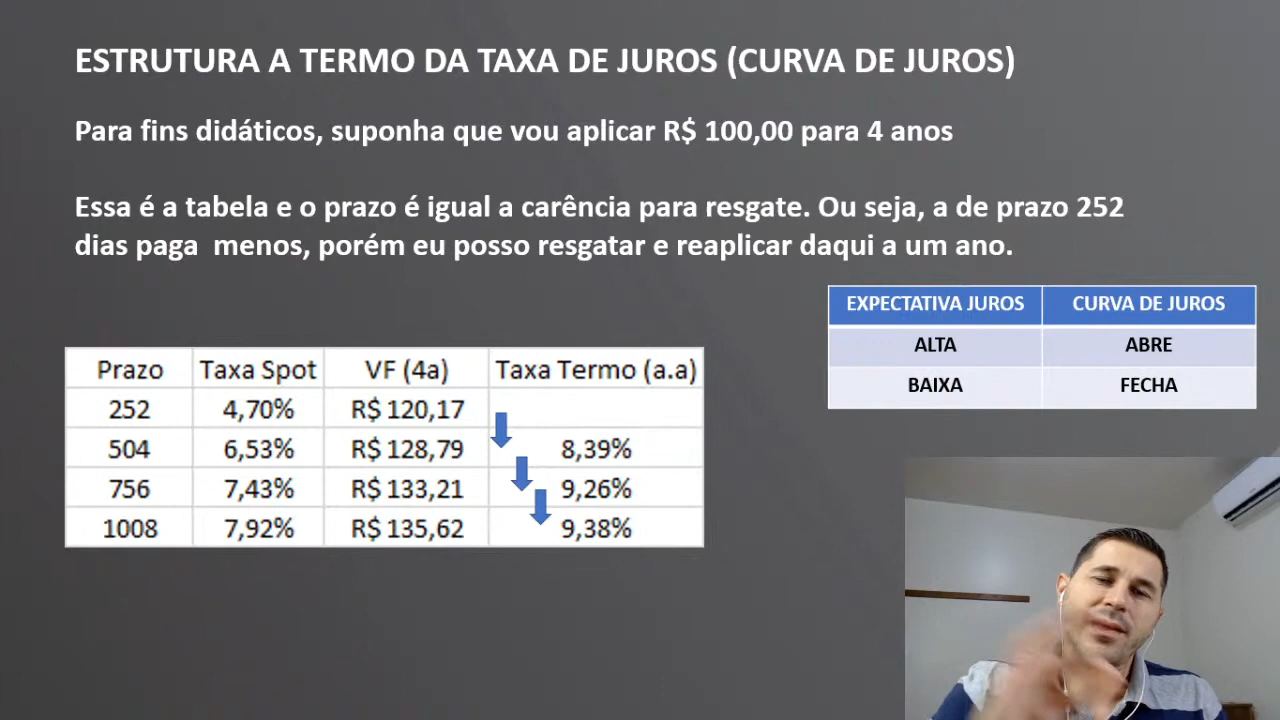 ESTRUTURA A TERMO DA TAXA DE JUROS (CURVA DE JUROS)
Para fins didáticos, suponha que vou aplicar R$ 100,00 para 4 anos
Essa é a tabela e o prazo é igual a carência para resgate. Ou seja, a de prazo 252
dias paga menos, porém eu posso resgatar e reaplicar daqui a um ano.
EXPECTATIVA JUROS CURVA DE JUROS
ALTA ABRE
BAIXA FECHA
Prazo Taxa Spot VF (4a) Taxa Termo (a.a)
252 4,70% R$ 120,17
504 6,53% R$ 128,79 8,39%
756 7,43% R$ 133,21 9,26%
1008 7,92% R$ 135,62 9,38%